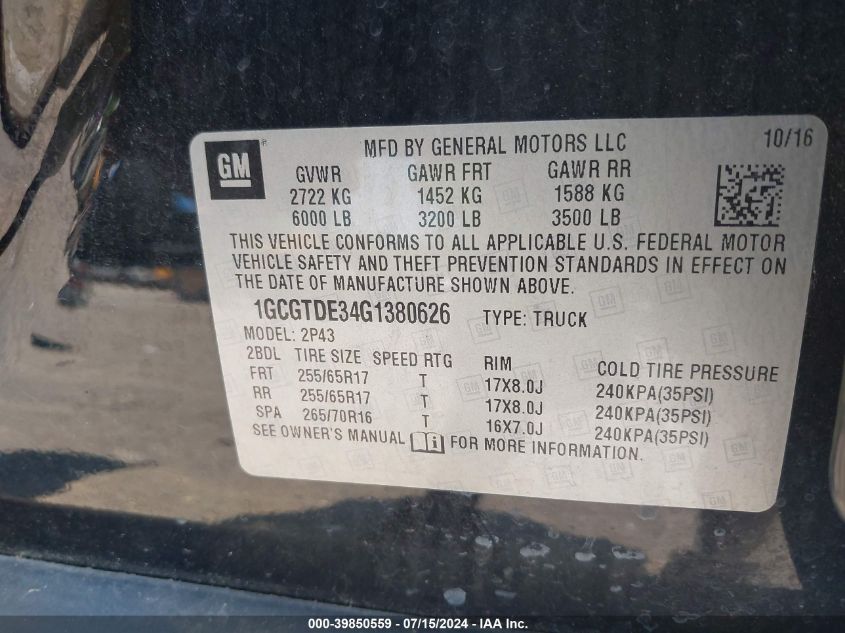 GM ® MFD BY GENERAL MOTORS LLC 10/16
GVWR GAWR FRT GAWR RR
2722 KG 1452 KG 1588 KG
6000 LB 3200 LB 3500 LB
THIS VEHICLE CONFORMS TO ALL APPLICABLE U.S. FEDERAL MOTOR
VEHICLE SAFETY AND THEFT PREVENTION STANDARDS IN EFFECT ON
THE DATE OF MANUFACTURE SHOWN ABOVE.
1GCGTDE34G1380626 TYPE: TRUCK
MODEL: 2P43
2BDL TIRE SIZE SPEED RTG RIM COLD TIRE PRESSURE
FRT 255/65R17 T 17X8.0J 240KPA(35PSI)
RR 255/65R17 T 17X8.0J 240KPA(35PSI)
SPA 265/70R16 T 16X7.0J 240KPA(35PSI)
SEE OWNER'S MANUAL FOR MORE INFORMATION.
000-39850559 - 07/15/2024 - IAA Inc.